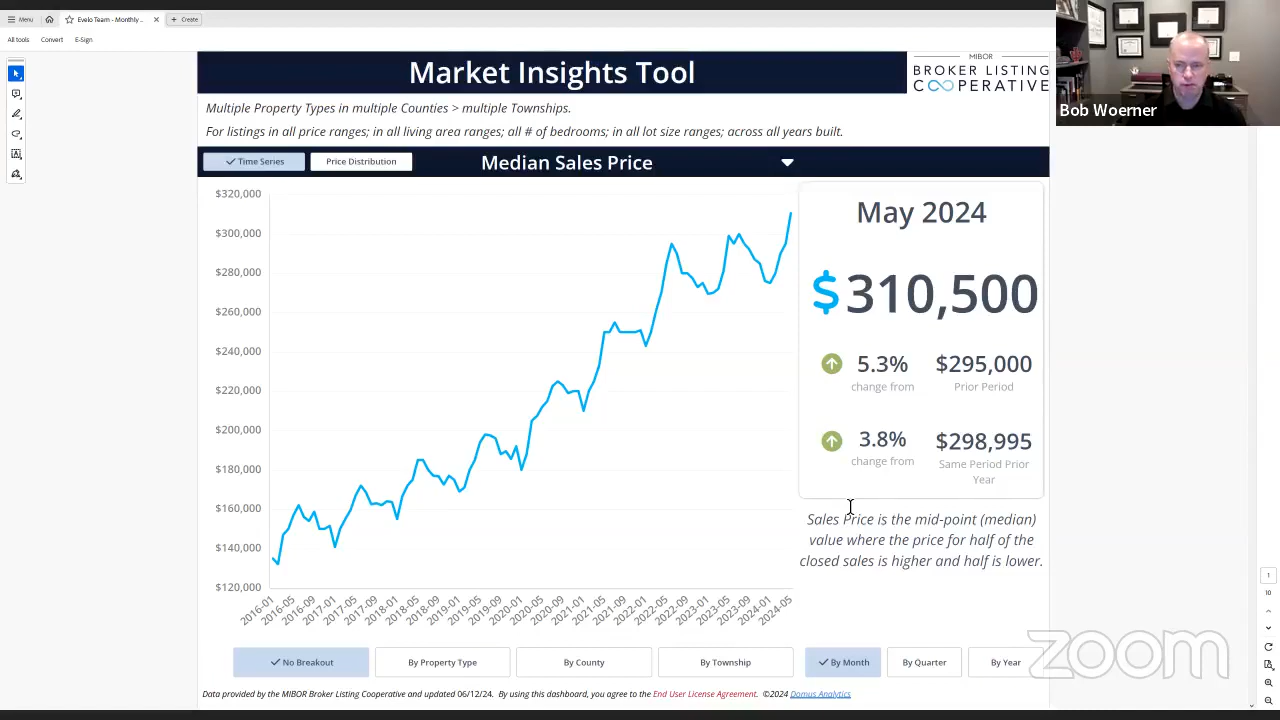 Menu
Evelo Team - Monthly...
Create
All tools
Convert
E-Sign
Market Insights Tool
MIBOR
BROKER LISTING
COOPERATIVE
Bob Woerner
Multiple Property Types in multiple Counties > multiple Townships.
For listings in all price ranges; in all living area ranges; all # of bedrooms; in all lot size ranges; across all years built.
Time Series
Price Distribution
Median Sales Price
$320,000
$300,000
$280,000
$260,000
$240,000
$220,000
$200,000
$180,000
$160,000
$140,000
$120,000
2016-01
2016-05
2016-09
2017-01
2017-05
2017-09
2018-01
2018-05
2018-09
2019-01
2019-05
2019-09
2020-01
2020-05
2020-09
2021-01
2021-05
2021-09
2022-01
2022-05
2022-09
2023-01
2023-05
2023-09
2024-01
2024-05
May 2024
$310,500
5.3%
change from
$295,000
Prior Period
3.8%
change from
$298,995
Same Period Prior
Year
Sales Price is the mid-point (median)
value where the price for half of the
closed sales is higher and half is lower.
No Breakout
By Property Type
By County
By Township
By Month
By Quarter
By Year
Data provided by the MIBOR Broker Listing Cooperative and updated 06/12/24. By using this dashboard, you agree to the End User License Agreement. ©2024 Domus Analytics
1
10
zoom